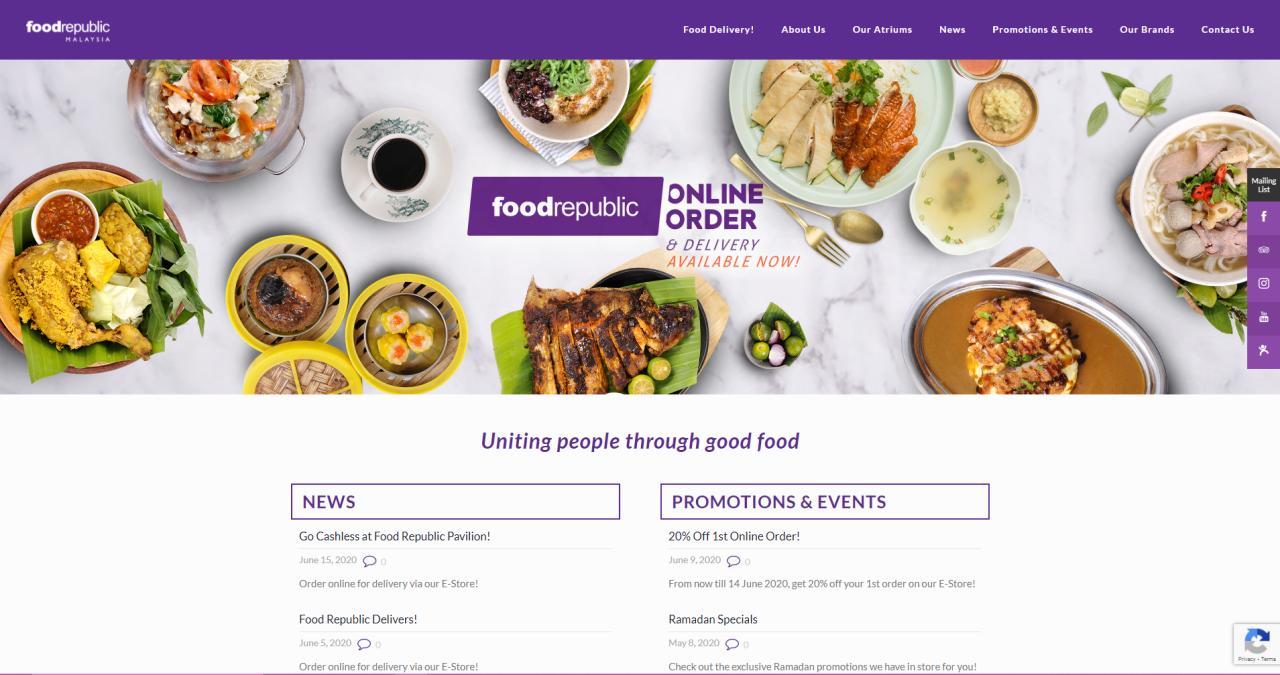 foodrepublic
MALAYSIA
Food Delivery!
About Us
Our Atriums
News
Promotions & Events
Our Brands
Contact Us
foodrepublic
ONLINE
ORDER
& DELIVERY
AVAILABLE NOW!
Mailing
List
Uniting people through good food
NEWS
Go Cashless at Food Republic Pavilion!
June 15, 2020 0
Order online for delivery via our E-Store!
Food Republic Delivers!
June 5, 2020 0
Order online for delivery via our E-Store!
PROMOTIONS & EVENTS
20% Off 1st Online Order!
June 9, 2020 0
From now till 14 June 2020, get 20% off your 1st order on our E-Store!
Ramadan Specials
May 8, 2020 0
Check out the exclusive Ramadan promotions we have in store for you!
Privacy - Terms